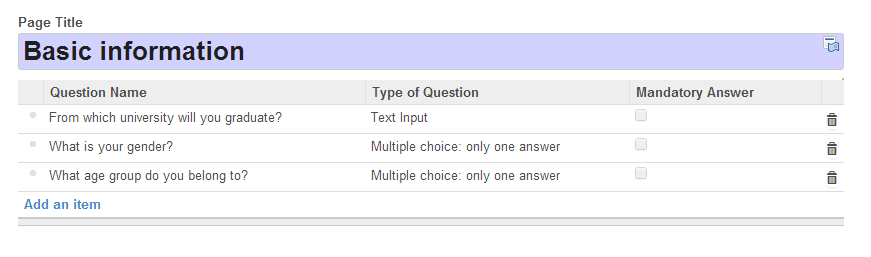 Page Title
Basic information
Question Name Type of Question Mandatory Answer
From which university will you graduate? Text Input
What is your gender? Multiple choice: only one answer
What age group do you belong to? Multiple choice: only one answer
Add an item